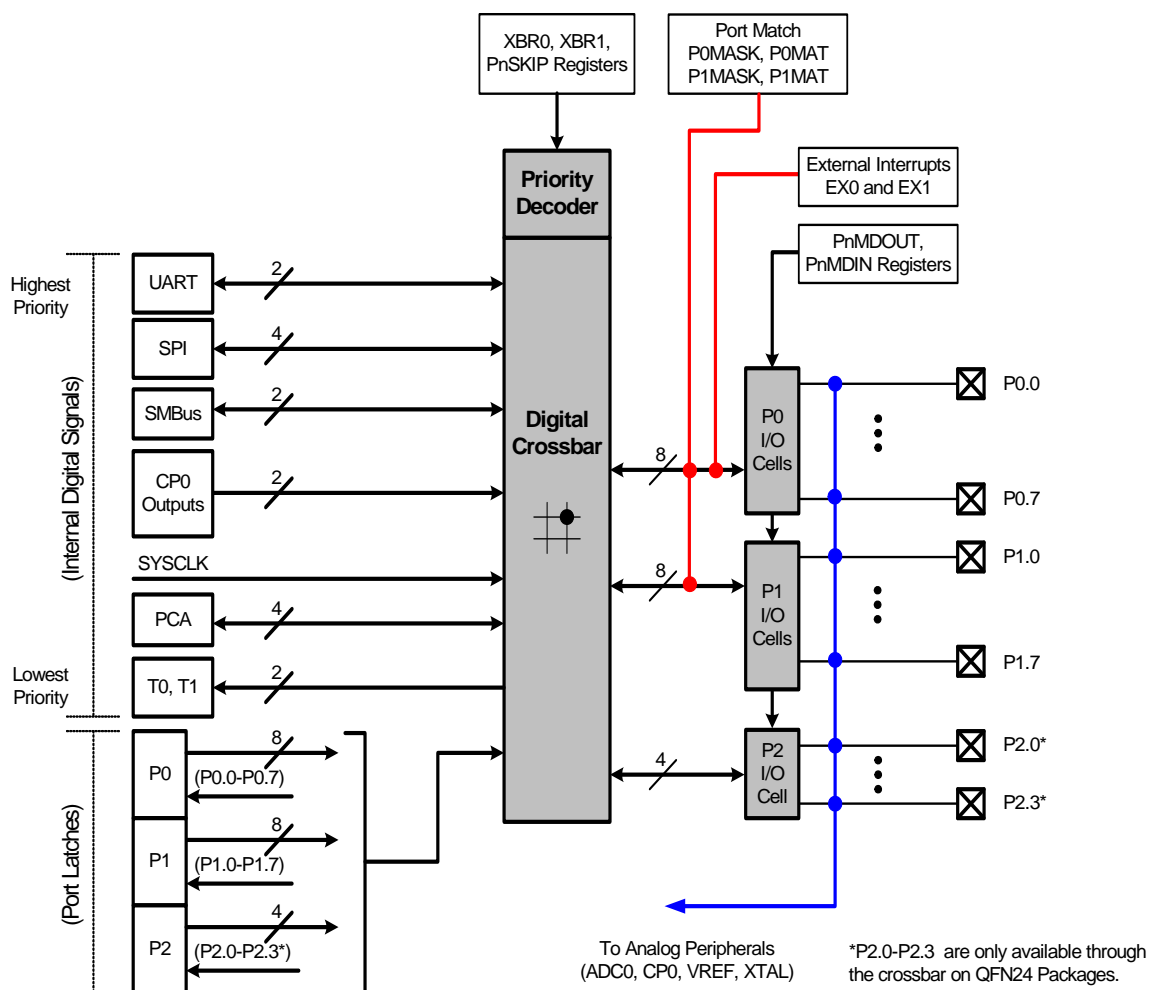 XBR0, XBR1,
PnSKIP Registers
Port Match
P0MASK, P0MAT
P1MASK, P1MAT
External Interrupts
EX0 and EX1
Priority
Decoder
PnMDOUT,
PnMDIN Registers
Highest
Priority
(Internal Digital Signals)
UART
2
SPI
4
SMBus
2
CP0
Outputs
2
SYSCLK
PCA
4
Lowest
Priority
T0, T1
2
Digital
Crossbar
8
P0
I/O
Cells
P0.0
P0.7
8
P1
I/O
Cells
P1.0
P1.7
4
P2
I/O
Cell
P2.0*
P2.3*
(Port Latches)
P0
8
(P0.0-P0.7)
P1
8
(P1.0-P1.7)
P2
4
(P2.0-P2.3*)
To Analog Peripherals
(ADC0, CP0, VREF, XTAL)
*P2.0-P2.3 are only available through
the crossbar on QFN24 Packages.